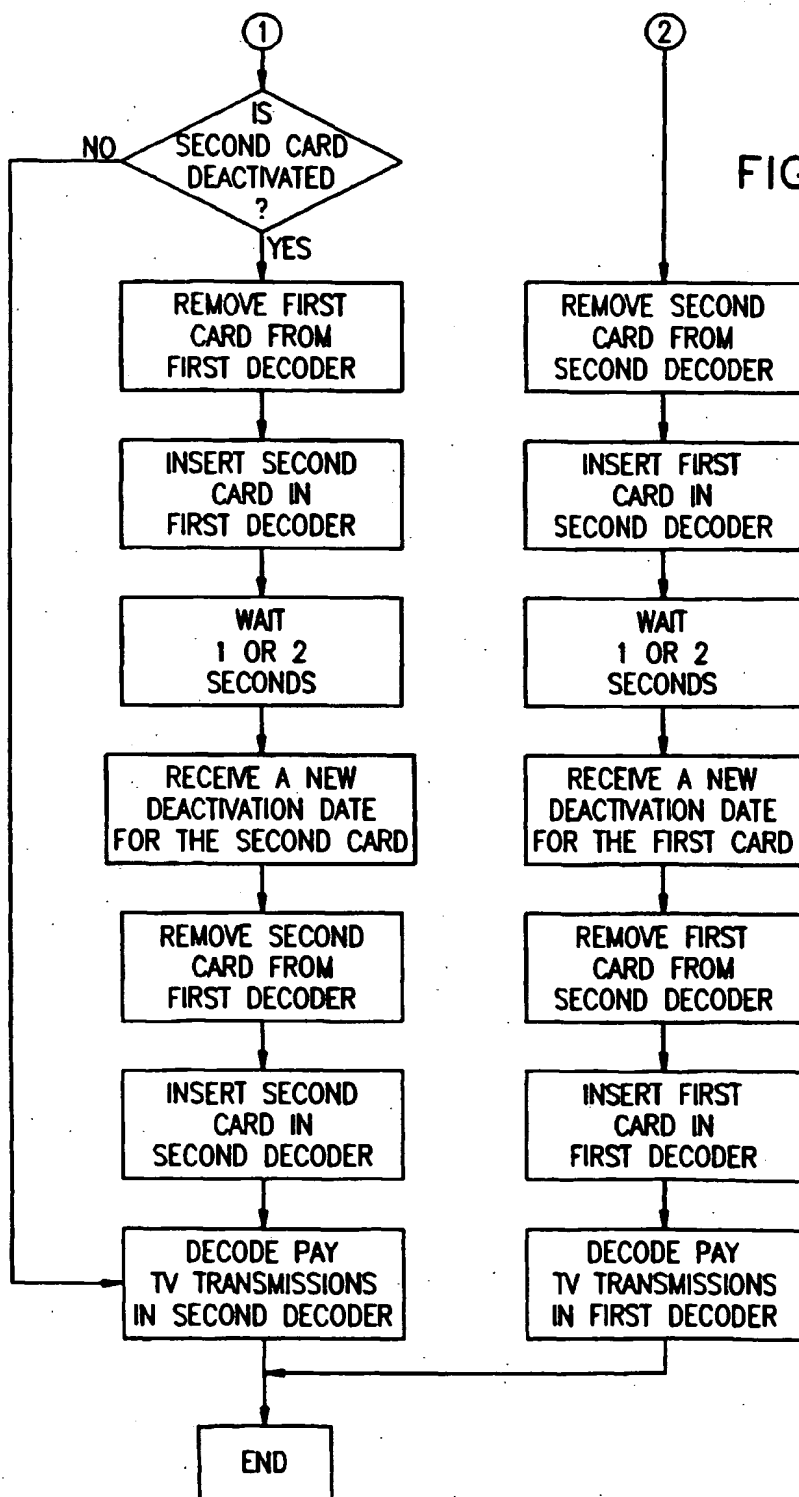 1
IS
SECOND CARD
DEACTIVATED
?
NO
YES
REMOVE FIRST
CARD FROM
FIRST DECODER
INSERT SECOND
CARD IN
FIRST DECODER
WAIT
1 OR 2
SECONDS
RECEIVE A NEW
DEACTIVATION DATE
FOR THE SECOND CARD
REMOVE SECOND
CARD FROM
FIRST DECODER
INSERT SECOND
CARD IN
SECOND DECODER
DECODE PAY
TV TRANSMISSIONS
IN SECOND DECODER
END
2
FIG
REMOVE SECOND
CARD FROM
SECOND DECODER
INSERT FIRST
CARD IN
SECOND DECODER
WAIT
1 OR 2
SECONDS
RECEIVE A NEW
DEACTIVATION DATE
FOR THE FIRST CARD
REMOVE FIRST
CARD FROM
SECOND DECODER
INSERT FIRST
CARD IN
FIRST DECODER
DECODE PAY
TV TRANSMISSIONS
IN FIRST DECODER